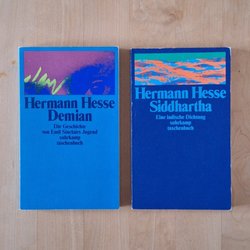 Hermann Hesse
Demian
Die Geschichte
von Emil Sinclairs Jugend
suhrkamp
taschenbuch
Hermann Hesse
Siddhartha
Eine indische Dichtung
suhrkamp
taschenbuch